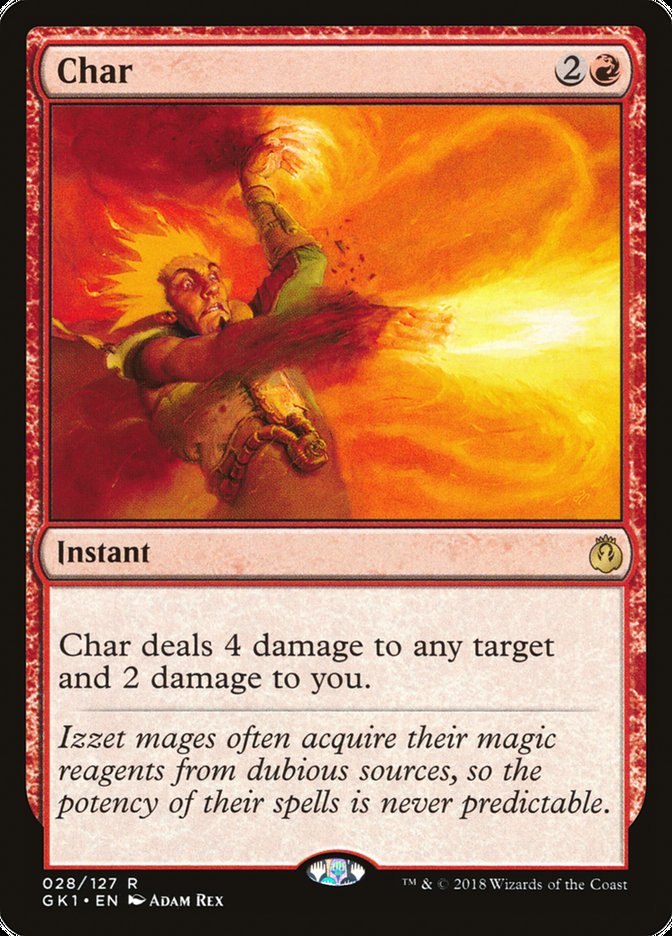 Char 2
Instant
Char deals 4 damage to any target
and 2 damage to you.
Izzet mages often acquire their magic
reagents from dubious sources, so the
potency of their spells is never predictable.
028/127 R
GK1 • EN Adam Rex
™ & © 2018 Wizards of the Coast